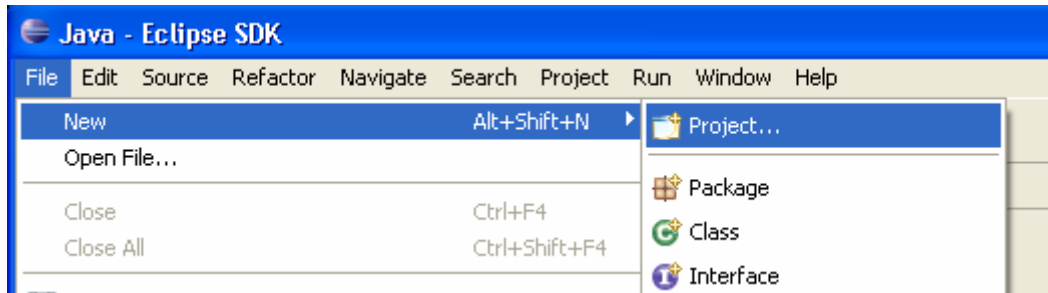 Java - Eclipse SDK
File Edit Source Refactor Navigate Search Project Run Window Help
New Alt+Shift+N
Open File...
Close Ctrl+F4
Close All Ctrl+Shift+F4
Project...
Package
Class
Interface